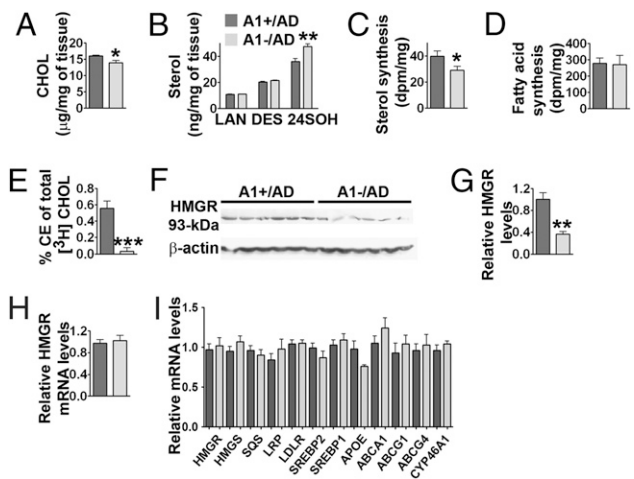 A
CHOL
(µg/mg of tissue)
20
15
10
5
0
*
B
A1+/AD
A1-/AD
Sterol
(ng/mg of tissue)
40
20
0
**
LAN DES 24SOH
C
Sterol synthesis
(dpm/mg)
60
40
20
0
*
D
Fatty acid
synthesis
(dpm/mg)
400
300
200
100
0
E
% CE of total
[³H] CHOL
0.8
0.6
0.4
0.2
0.0
***
F
A1+/AD A1-/AD
HMGR
93-kDa
β-actin
G
Relative HMGR
levels
1.2
0.8
0.4
0.0
**
H
Relative HMGR
mRNA levels
1.2
0.8
0.4
0.0
I
Relative mRNA levels
1.5
1.0
0.5
0.0
HMGR
HMGS
SQS
LRP
LDLR
SREBP2
SREBP1
APOE
ABCA1
ABCG1
ABCG4
CYP46A1